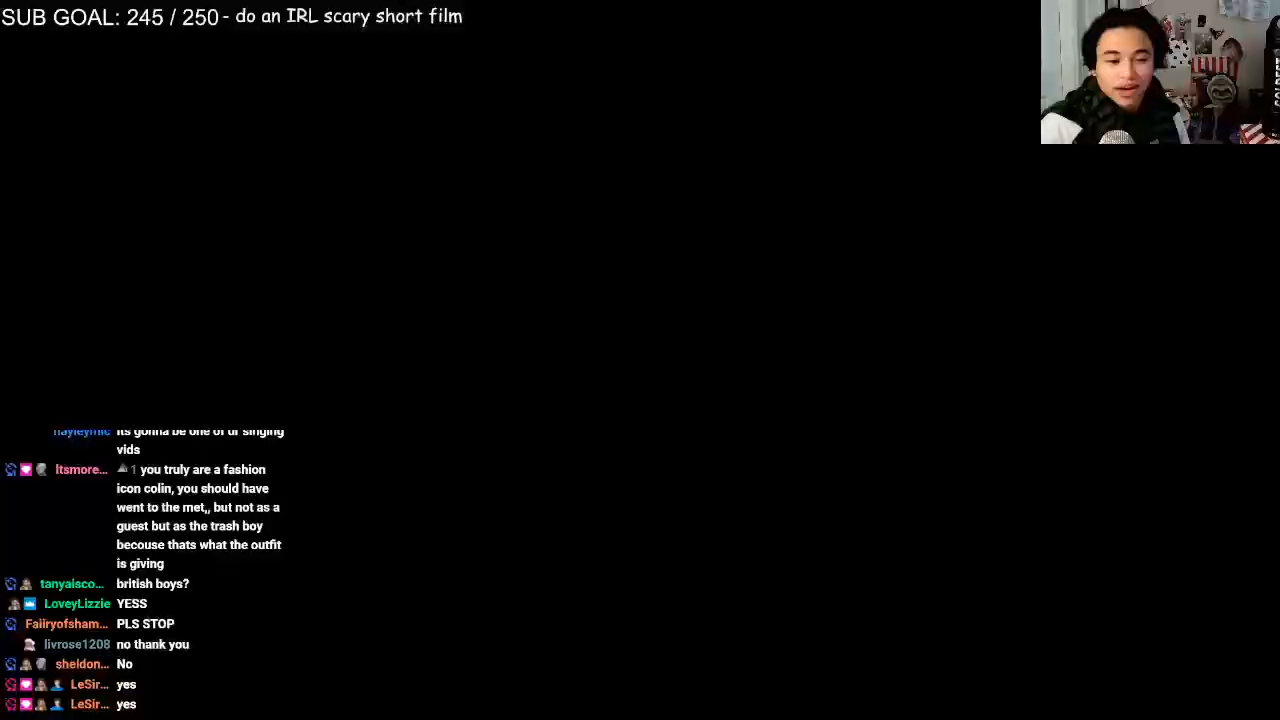 SUB GOAL: 245 / 250 - do an IRL scary short film
COLDEST
hayleymc its gonna be one of ur singing
vids
Itsmore... 1 you truly are a fashion
icon colin, you should have
went to the met,, but not as a
guest but as the trash boy
becouse thats what the outfit
is giving
tanyaisco... british boys?
LoveyLizzie YESS
Faiiryofsham... PLS STOP
livrose1208 no thank you
sheldon... No
LeSir... yes
LeSir... yes